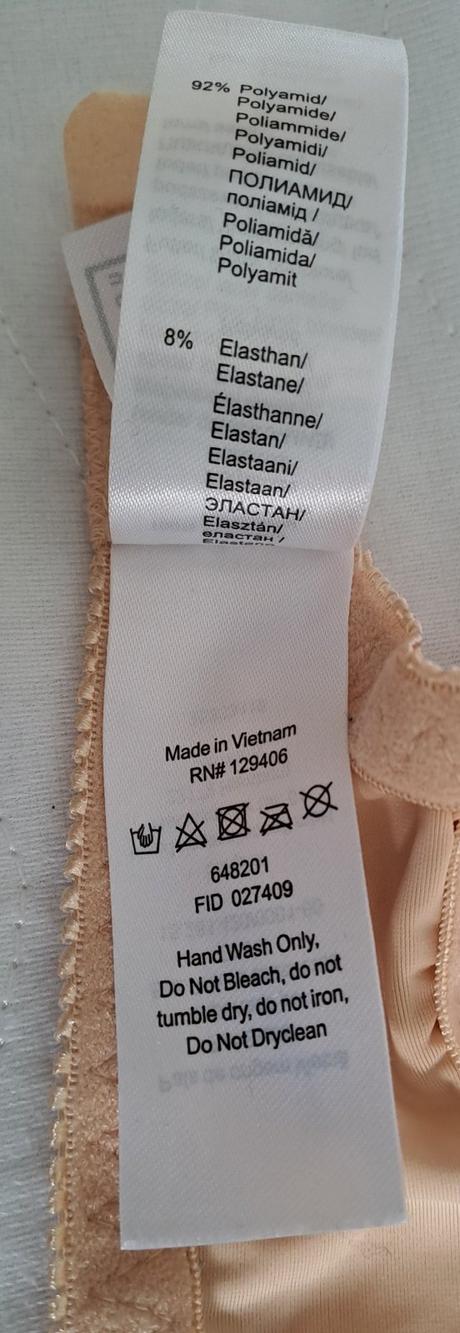 92% Polyamid/
Polyamide/
Poliammide/
Polyamidi/
Poliamid/
ПОЛИАМИД/
поліамід /
Poliamidă/
Poliamida/
Polyamit
8% Elasthan/
Elastane/
Élasthanne/
Elastan/
Elastaani/
Elastaan/
ЭЛАСТАН/
Elasztán/
еластан /
Made in Vietnam
RN# 129406
648201
FID 027409
Hand Wash Only,
Do Not Bleach, do not
tumble dry, do not iron,
Do Not Dryclean